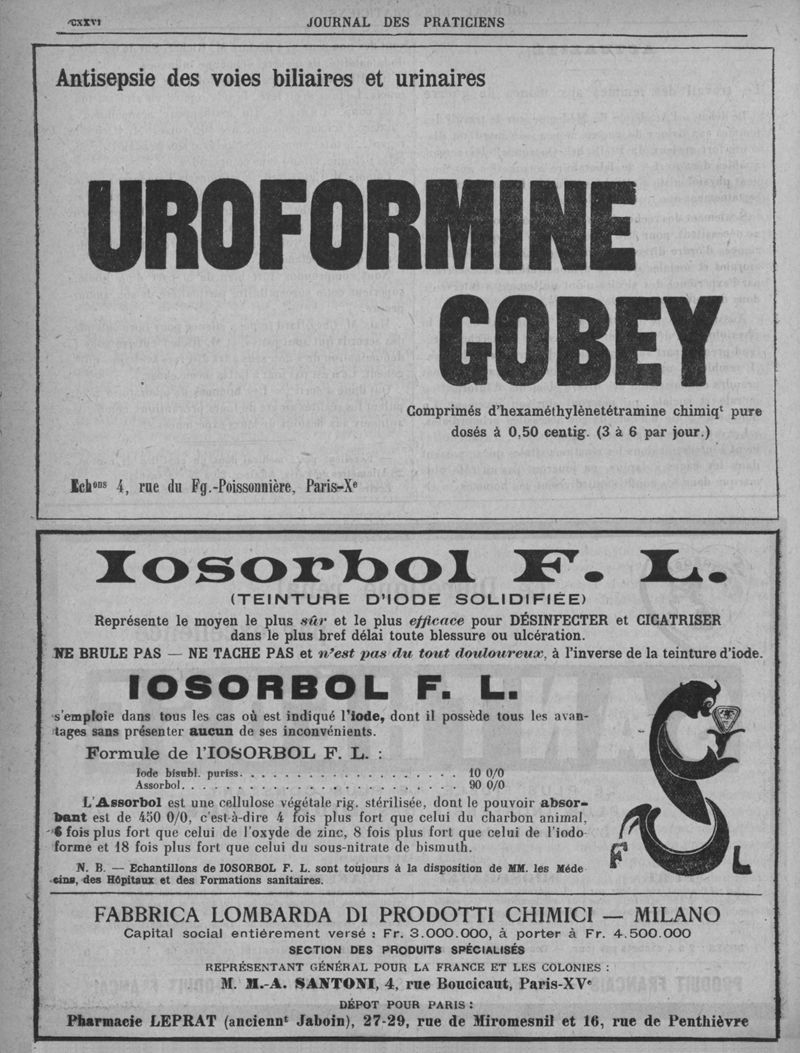 CXXVI
JOURNAL DES PRATICIENS
Antisepsie des voies biliaires et urinaires
UROFORMINE
GOBEY
Comprimés d'hexaméthylènetétramine chimiqt pure
dosés à 0,50 centig. (3 à 6 par jour.)
Echons 4, rue du Fg.-Poissonnière, Paris-Xe
Iosorbol F. L.
(TEINTURE D'IODE SOLIDIFIÉE)
Représente le moyen le plus sûr et le plus efficace pour DÉSINFECTER et CICATRISER
dans le plus bref délai toute blessure ou ulcération.
NE BRULE PAS — NE TACHE PAS et n'est pas du tout douloureux, à l'inverse de la teinture d'iode.
IOSORBOL F. L.
s'emploie dans tous les cas où est indiqué l'iode, dont il possède tous les avan-
tages sans présenter aucun de ses inconvénients.
Formule de l'IOSORBOL F. L. :
Iode bisubl. puriss. . . . . . . . . . . . . . . . . . 10 0/0
Assorbol. . . . . . . . . . . . . . . . . . . . . . 90 0/0
L'Assorbol est une cellulose végétale rig. stérilisée, dont le pouvoir absor-
bant est de 450 0/0, c'est-à-dire 4 fois plus fort que celui du charbon animal,
6 fois plus fort que celui de l'oxyde de zinc, 8 fois plus fort que celui de l'iodo-
forme et 18 fois plus fort que celui du sous-nitrate de bismuth.
N. B. — Echantillons de IOSORBOL F. L. sont toujours à la disposition de MM. les Méde
cins, des Hôpitaux et des Formations sanitaires.
F L
FABBRICA LOMBARDA DI PRODOTTI CHIMICI — MILANO
Capital social entièrement versé : Fr. 3.000.000, à porter à Fr. 4.500.000
SECTION DES PRODUITS SPÉCIALISÉS
REPRÉSENTANT GÉNÉRAL POUR LA FRANCE ET LES COLONIES :
M. M.-A. SANTONI, 4, rue Boucicaut, Paris-XVe
DÉPOT POUR PARIS :
Pharmacie LEPRAT (anciennt Jaboin), 27-29, rue de Miromesnil et 16, rue de Penthièvre